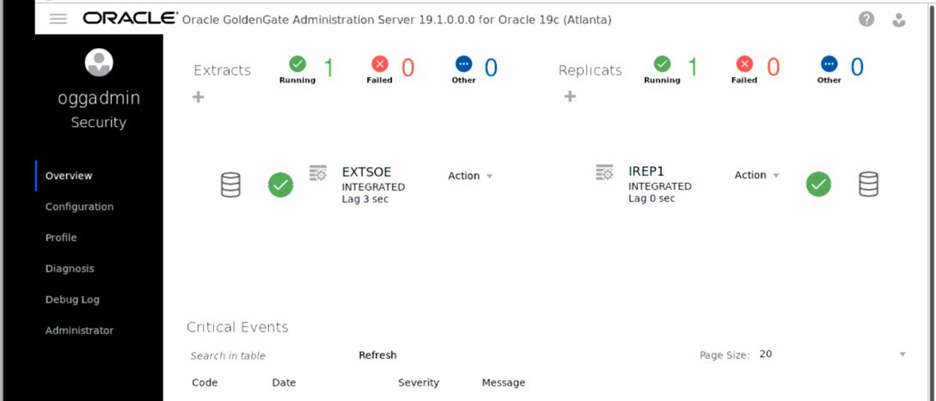 ORACLE® Oracle GoldenGate Administration Server 19.1.0.0.0 for Oracle 19c (Atlanta)
oggadmin
Security
Overview
Configuration
Profile
Diagnosis
Debug Log
Administrator
Extracts
Running 1
Failed 0
Other 0
Replicats
Running 1
Failed 0
Other 0
EXTSOE
INTEGRATED
Lag 3 sec
Action
IREP1
INTEGRATED
Lag 0 sec
Action
Critical Events
Search in table Refresh Page Size: 20
Code Date Severity Message